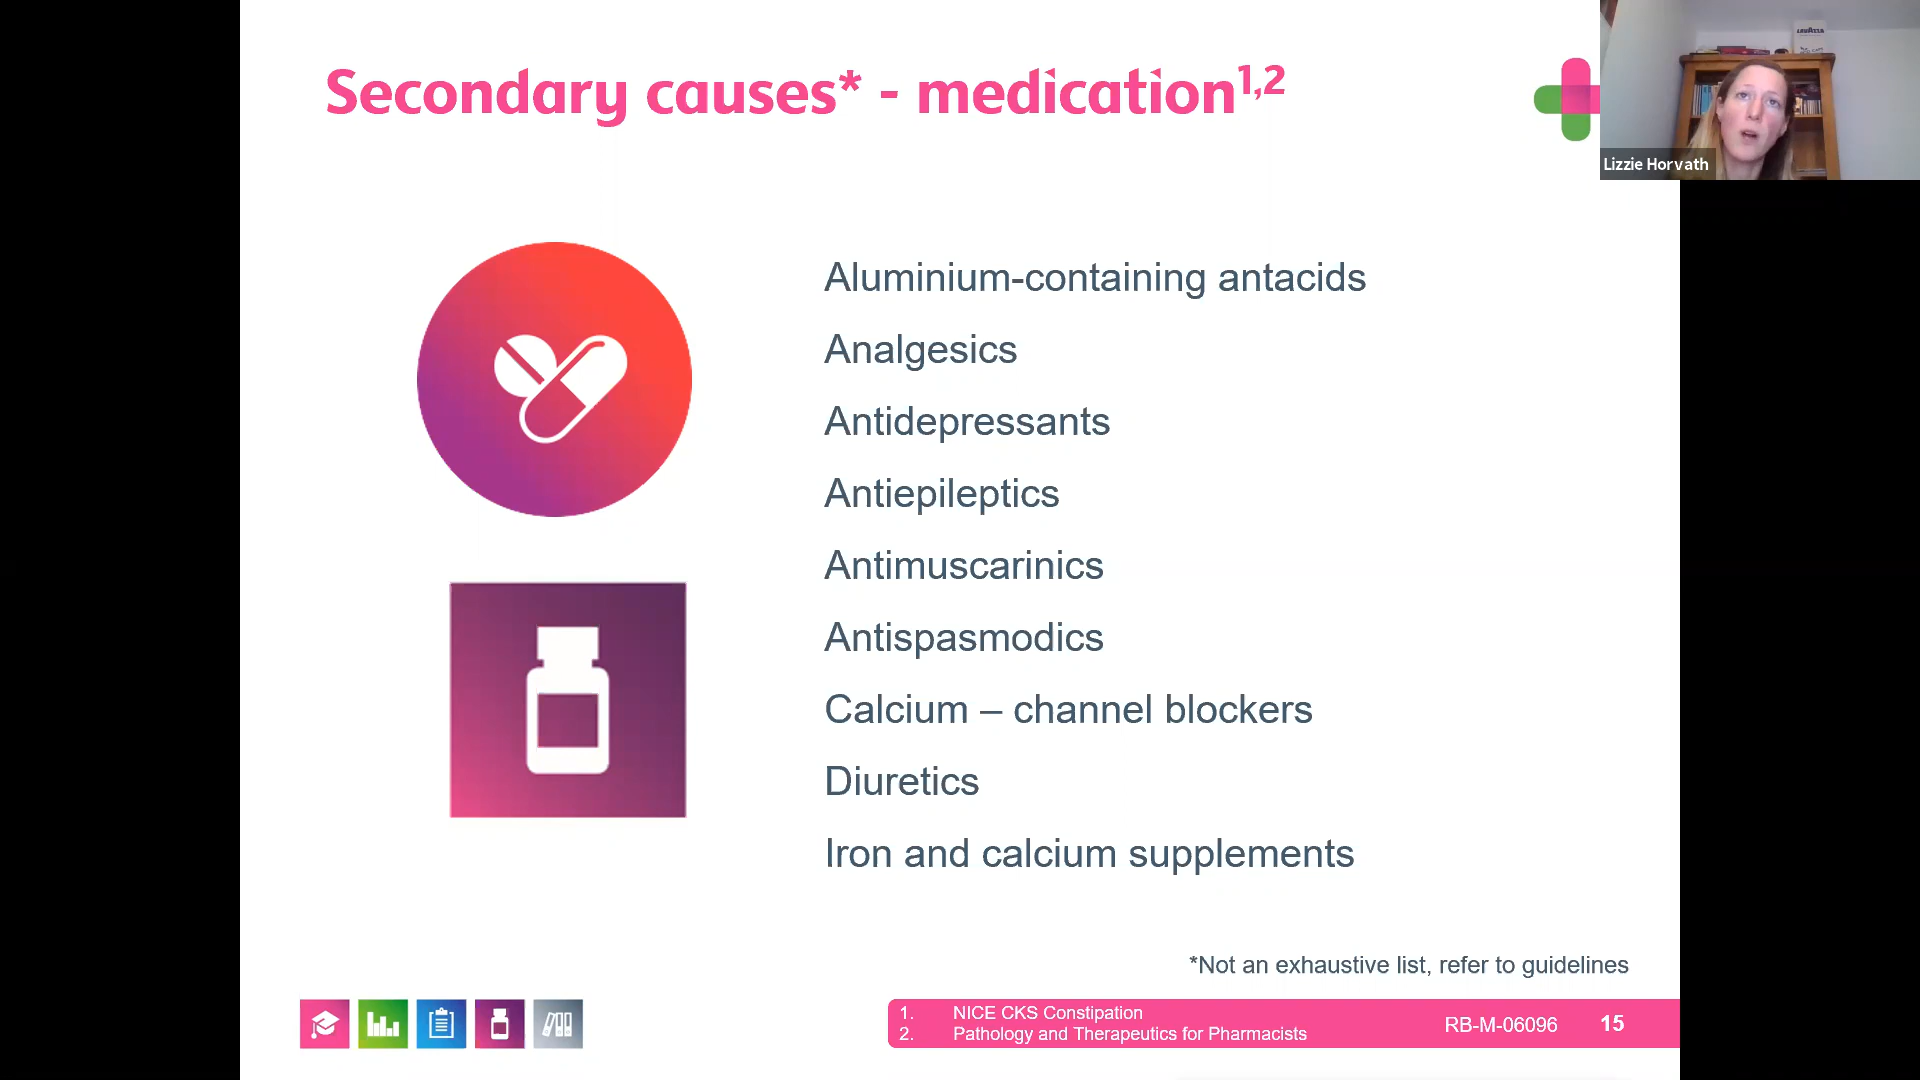 Secondary causes* - medication1,2
LAVAZZA
Lizzie Horvath
Aluminium-containing antacids
Analgesics
Antidepressants
Antiepileptics
Antimuscarinics
Antispasmodics
Calcium – channel blockers
Diuretics
Iron and calcium supplements
*Not an exhaustive list, refer to guidelines
1. NICE CKS Constipation
2. Pathology and Therapeutics for Pharmacists
RB-M-06096 15